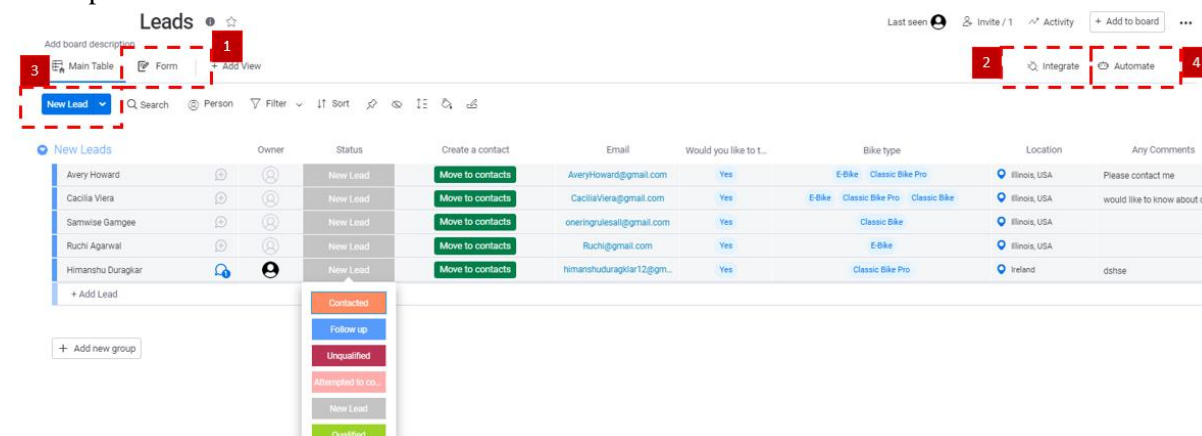 Leads
Last seen Invite / 1 Activity + Add to board
Add board description
1
3 Main Table Form + Add View 2 Integrate Automate 4
New Lead Search Person Filter Sort
New Leads Owner Status Create a contact Email Would you like to t... Bike type Location Any Comments
Avery Howard New Lead Move to contacts AveryHoward@gmail.com Yes E-Bike Classic Bike Pro Illinois, USA Please contact me
Cacilia Viera New Lead Move to contacts CaciliaViera@gmail.com Yes E-Bike Classic Bike Pro Classic Bike Illinois, USA would like to know about
Samwise Gamgee New Lead Move to contacts oneringrulesall@gmail.com Yes Classic Bike Illinois, USA
Ruchi Agarwal New Lead Move to contacts Ruchi@gmail.com Yes E-Bike Illinois, USA
Himanshu Duragkar 1 New Lead Move to contacts himanshuduragklar12@gm... Yes Classic Bike Pro Ireland dshse
+ Add Lead
Contacted
Follow up
+ Add new group
Unqualified
Attempted to co...
New Lead
Qualified